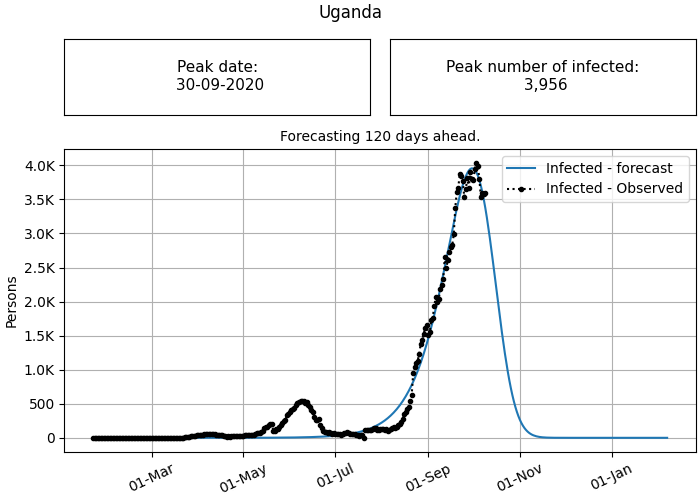 Uganda
Peak date:
30-09-2020
Peak number of infected:
3,956
Forecasting 120 days ahead.
Infected - forecast
Infected - Observed
Persons
4.0K
3.5K
3.0K
2.5K
2.0K
1.5K
1.0K
500
0
01-Mar
01-May
01-Jul
01-Sep
01-Nov
01-Jan